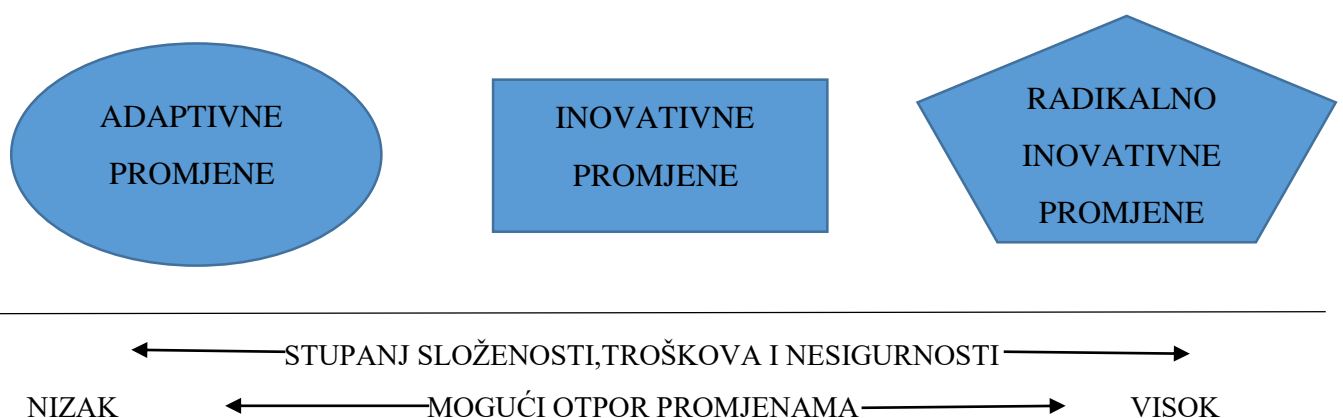 ADAPTIVNE
PROMJENE
INOVATIVNE
PROMJENE
RADIKALNO
INOVATIVNE
PROMJENE
STUPANJ SLOŽENOSTI,TROŠKOVA I NESIGURNOSTI
NIZAK MOGUĆI OTPOR PROMJENAMA VISOK